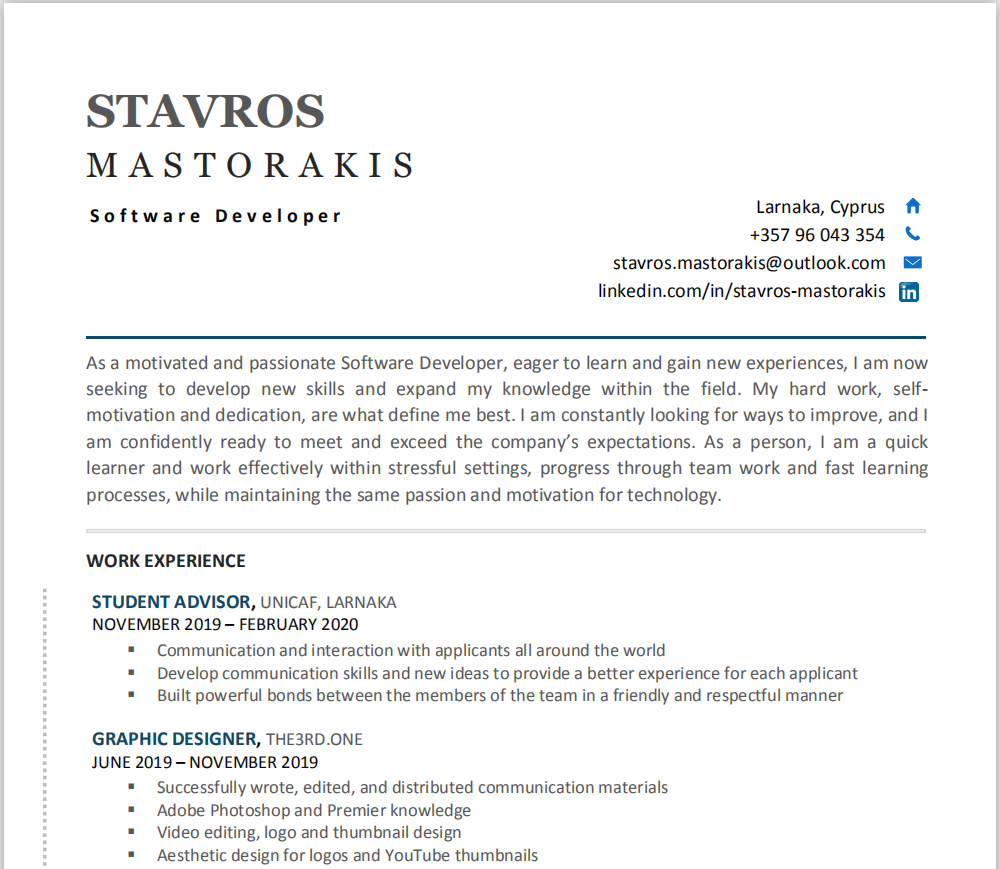 STAVROS
MASTORAKIS
Software Developer
Larnaka, Cyprus
+357 96 043 354
stavros.mastorakis@outlook.com
linkedin.com/in/stavros-mastorakis
in
As a motivated and passionate Software Developer, eager to learn and gain new experiences, I am now
seeking to develop new skills and expand my knowledge within the field. My hard work, self-
motivation and dedication, are what define me best. I am constantly looking for ways to improve, and I
am confidently ready to meet and exceed the company’s expectations. As a person, I am a quick
learner and work effectively within stressful settings, progress through team work and fast learning
processes, while maintaining the same passion and motivation for technology.
WORK EXPERIENCE
STUDENT ADVISOR, UNICAF, LARNAKA
NOVEMBER 2019 – FEBRUARY 2020
▪ Communication and interaction with applicants all around the world
▪ Develop communication skills and new ideas to provide a better experience for each applicant
▪ Built powerful bonds between the members of the team in a friendly and respectful manner
GRAPHIC DESIGNER, THE3RD.ONE
JUNE 2019 – NOVEMBER 2019
▪ Successfully wrote, edited, and distributed communication materials
▪ Adobe Photoshop and Premier knowledge
▪ Video editing, logo and thumbnail design
▪ Aesthetic design for logos and YouTube thumbnails